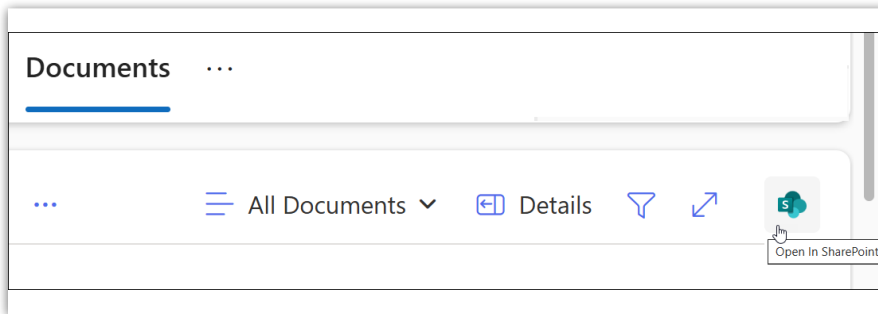 Documents ...
... All Documents Details S
Open In SharePoint